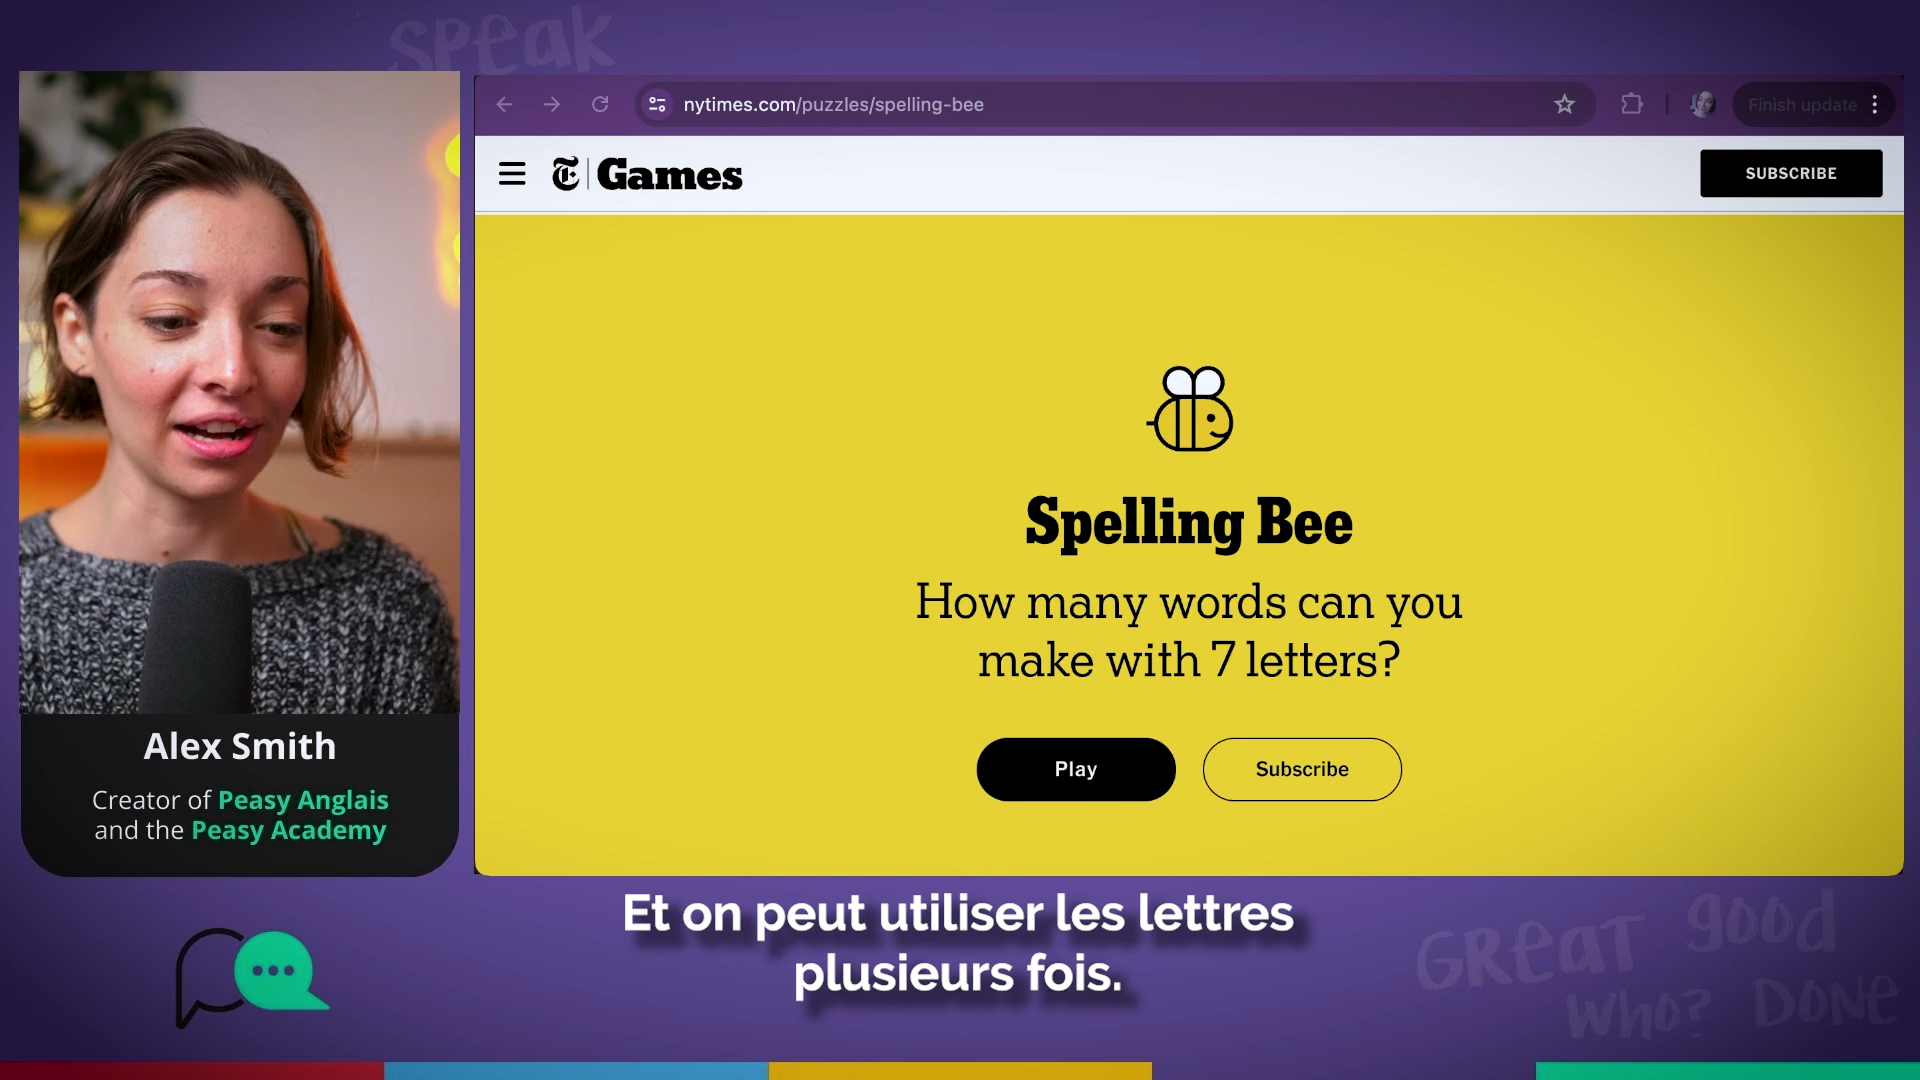 SPeak
nytimes.com/puzzles/spelling-bee
Finish update
T Games
SUBSCRIBE
Spelling Bee
How many words can you
make with 7 letters?
Play
Subscribe
Alex Smith
Creator of Peasy Anglais
and the Peasy Academy
Et on peut utiliser les lettres
plusieurs fois.
GReaT good
who? DONe